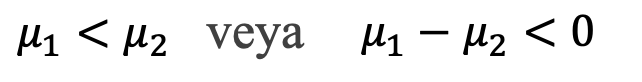 μ₁ < μ₂ veya μ₁ − μ₂ < 0